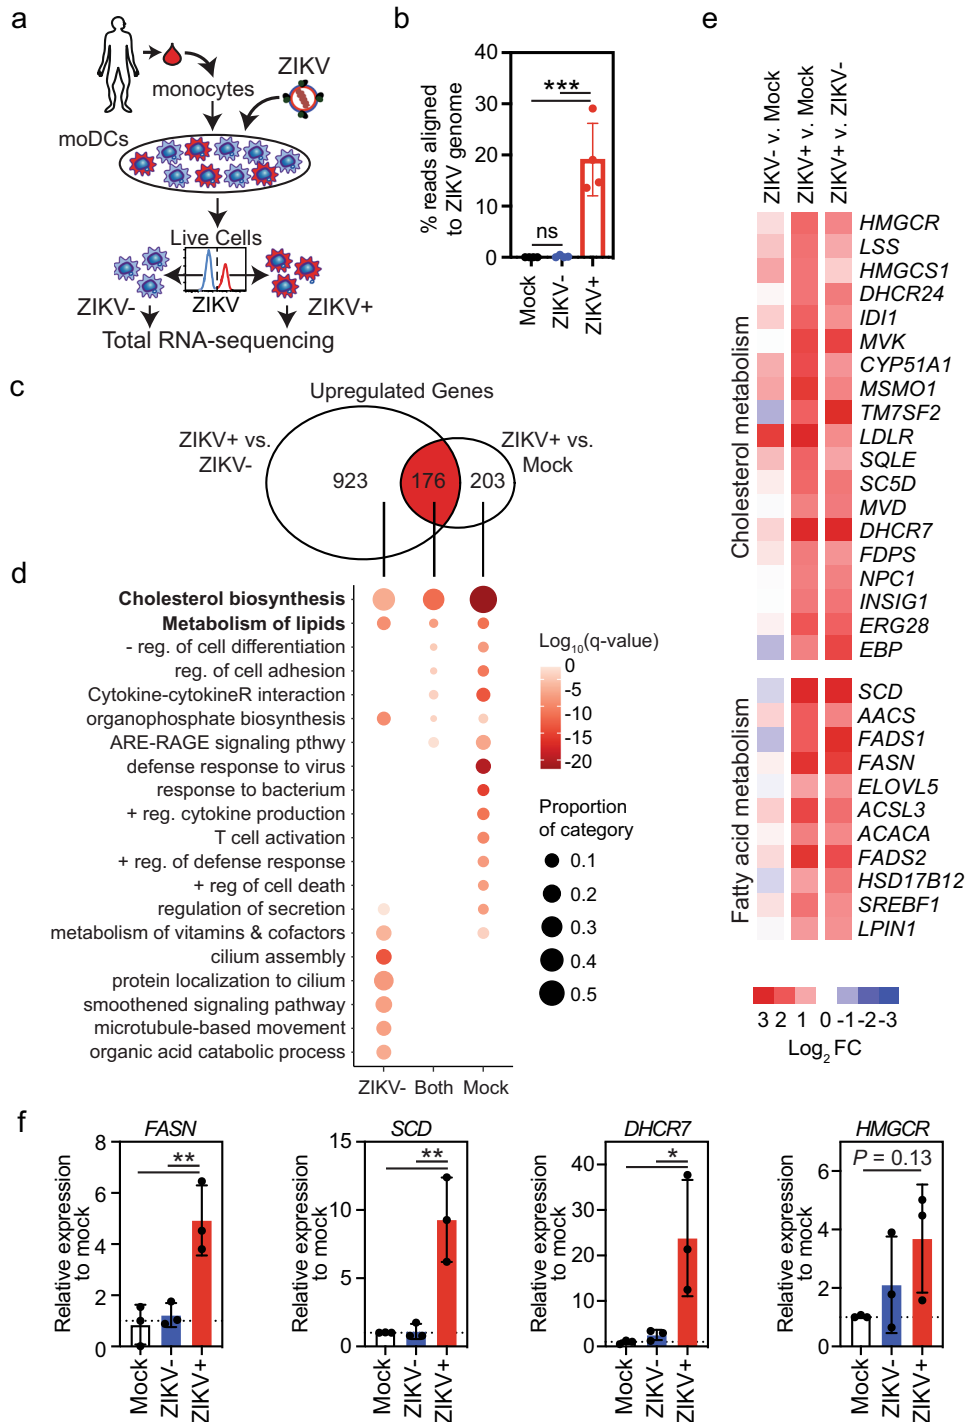 a
ZIKV
monocytes
moDCs
Live Cells
ZIKV
ZIKV-
ZIKV+
Total RNA-sequencing
b
% reads aligned
to ZIKV genome
40
30
20
10
0
***
ns
Mock
ZIKV-
ZIKV+
c
Upregulated Genes
ZIKV+ vs.
ZIKV-
ZIKV+ vs.
Mock
923
176
203
d
Cholesterol biosynthesis
Metabolism of lipids
- reg. of cell differentiation
reg. of cell adhesion
Cytokine-cytokineR interaction
organophosphate biosynthesis
ARE-RAGE signaling pthwy
defense response to virus
response to bacterium
+ reg. cytokine production
T cell activation
+ reg. of defense response
+ reg of cell death
regulation of secretion
metabolism of vitamins & cofactors
cilium assembly
protein localization to cilium
smoothened signaling pathway
microtubule-based movement
organic acid catabolic process
ZIKV- Both Mock
Log10(q-value)
0
-5
-10
-15
-20
Proportion
of category
0.1
0.2
0.3
0.4
0.5
e
ZIKV- v. Mock
ZIKV+ v. Mock
ZIKV+ v. ZIKV-
Cholesterol metabolism
HMGCR
LSS
HMGCS1
DHCR24
IDI1
MVK
CYP51A1
MSMO1
TM7SF2
LDLR
SQLE
SC5D
MVD
DHCR7
FDPS
NPC1
INSIG1
ERG28
EBP
Fatty acid metabolism
SCD
AACS
FADS1
FASN
ELOVL5
ACSL3
ACACA
FADS2
HSD17B12
SREBF1
LPIN1
3 2 1 0 -1 -2 -3
Log2 FC
f
FASN
Relative expression
to mock
8
6
4
2
0
**
Mock
ZIKV-
ZIKV+
SCD
Relative expression
to mock
15
10
5
0
**
Mock
ZIKV-
ZIKV+
DHCR7
Relative expression
to mock
40
30
20
10
0
*
Mock
ZIKV-
ZIKV+
HMGCR
Relative expression
to mock
6
4
2
0
P = 0.13
Mock
ZIKV-
ZIKV+